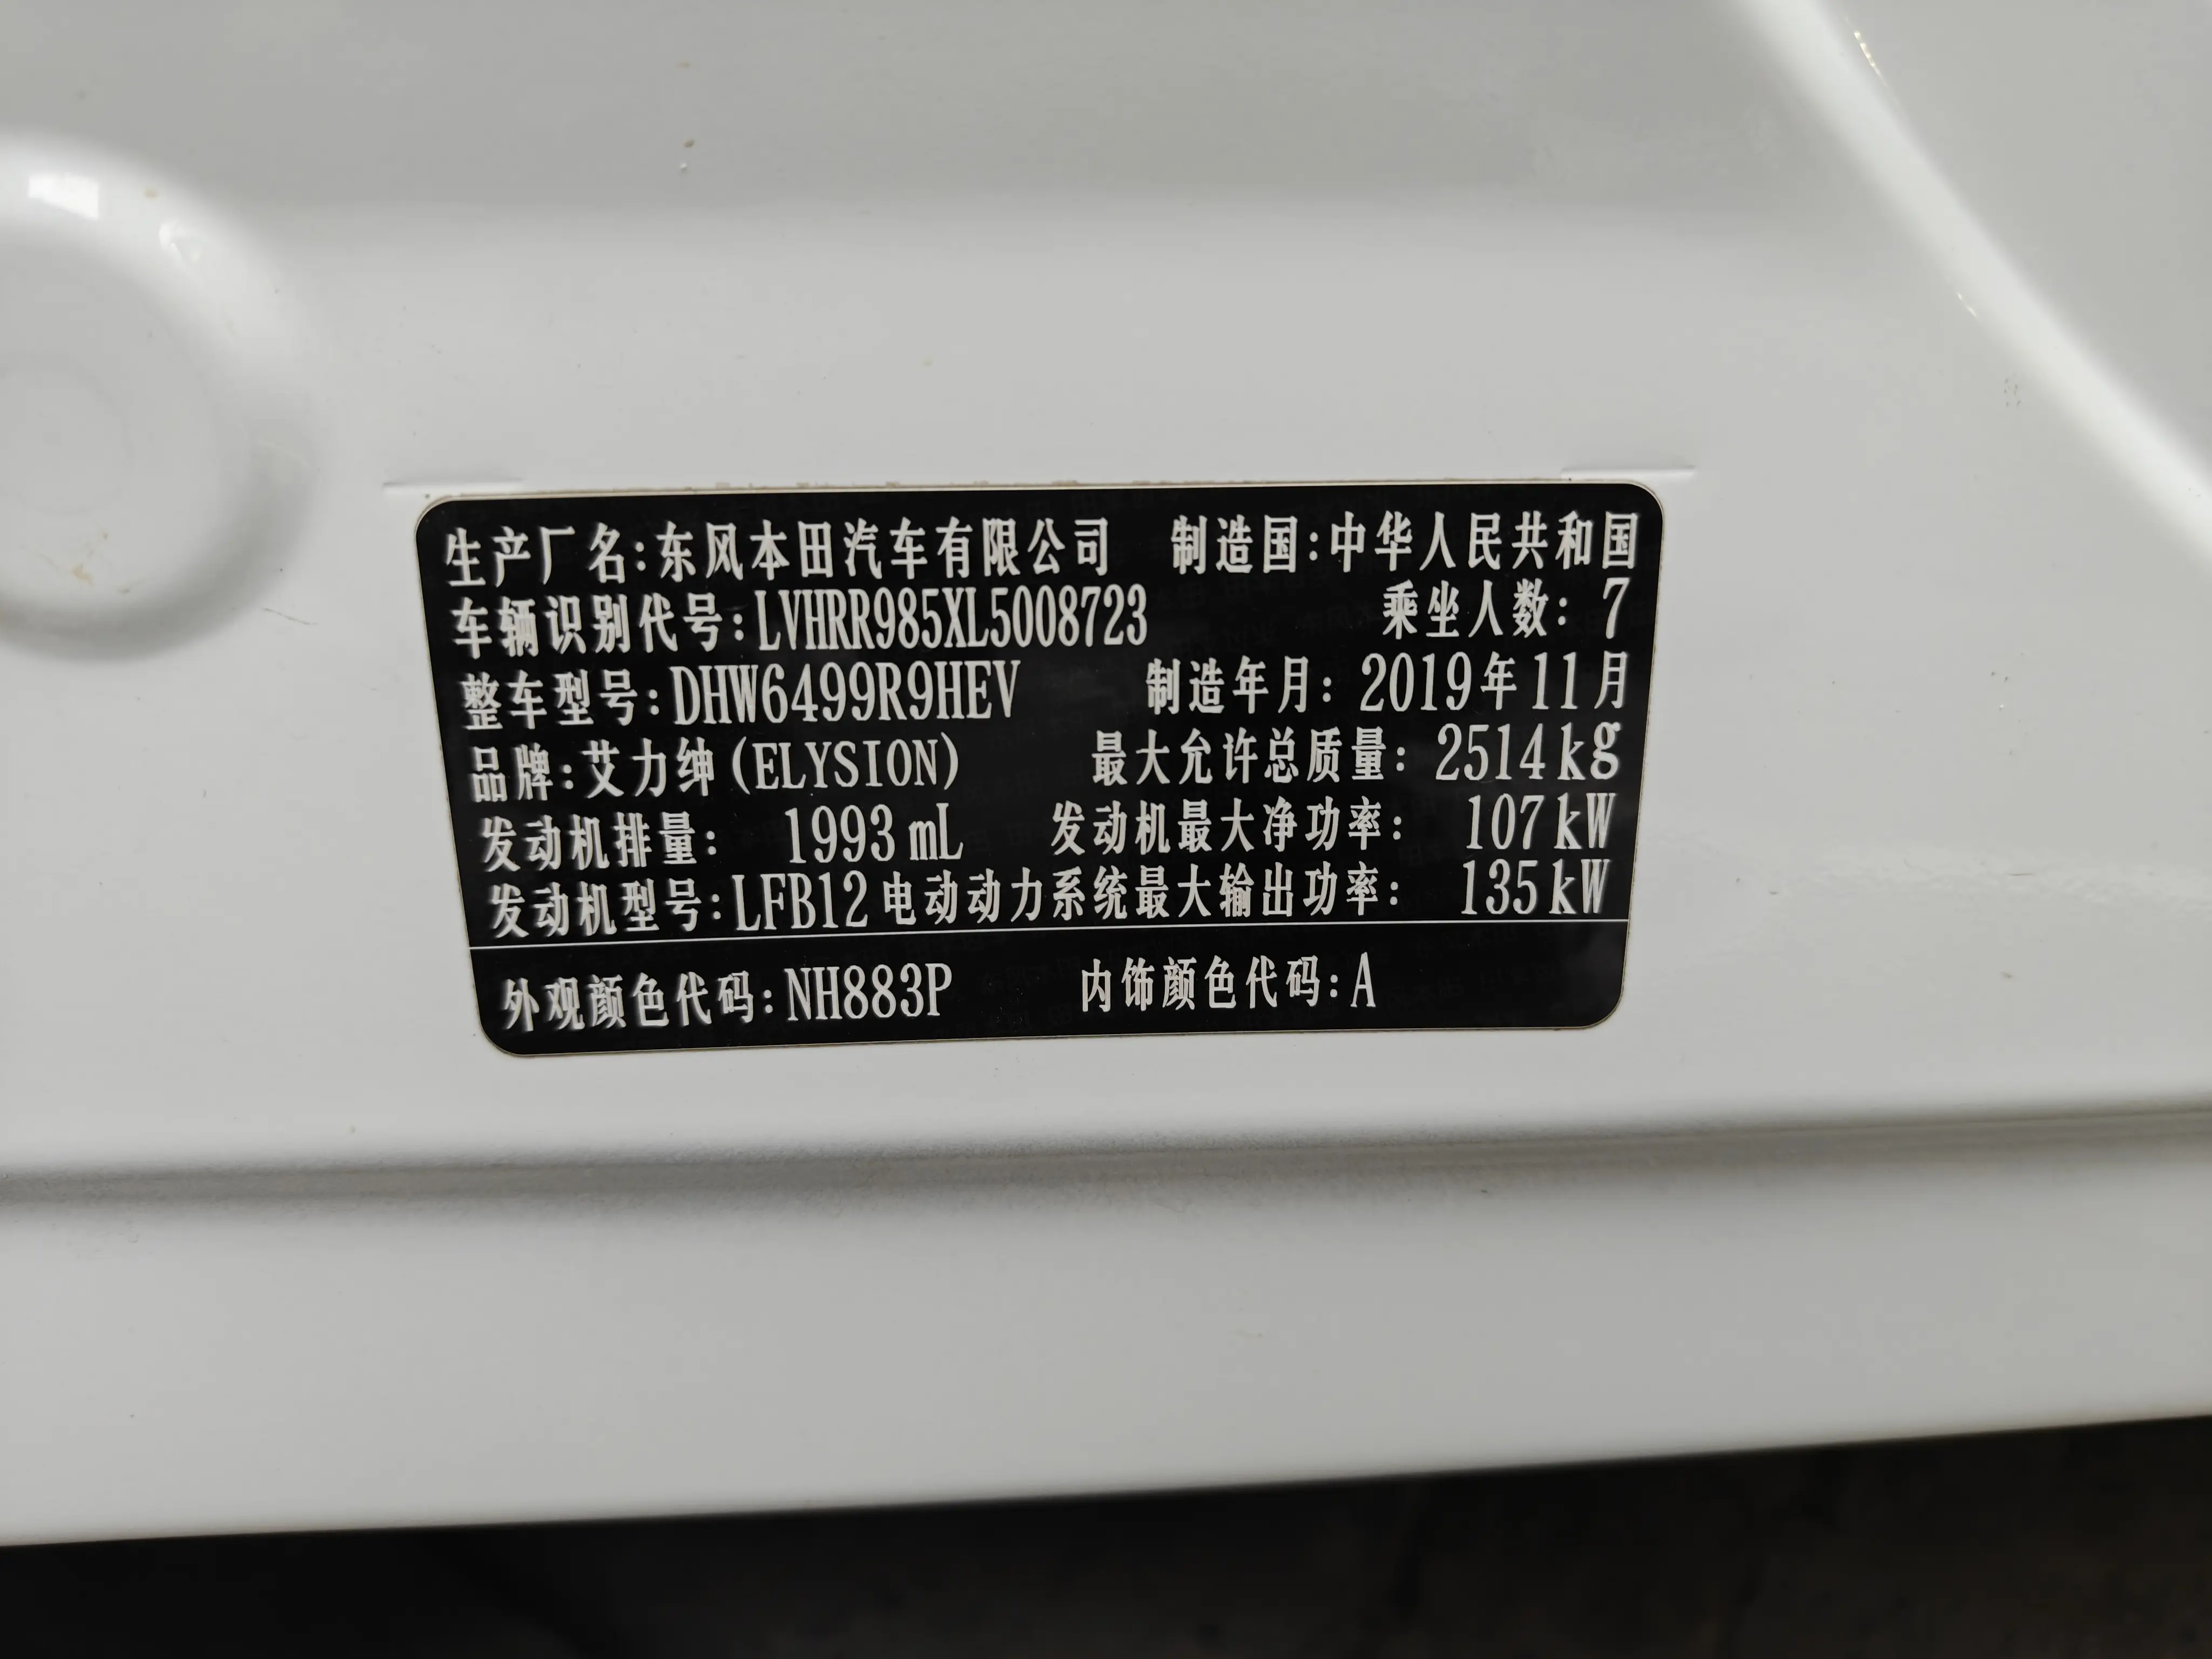 生产厂名:东风本田汽车有限公司 制造国:中华人民共和国
车辆识别代号:LVHRR985XL5008723 乘坐人数: 7
整车型号:DHW6499R9HEV 制造年月: 2019年11月
品牌:艾力绅(ELYSION) 最大允许总质量: 2514kg
发动机排量: 1993mL 发动机最大净功率: 107kW
发动机型号:LFB12 电动动力系统最大输出功率: 135kW
外观颜色代码:NH883P 内饰颜色代码:A